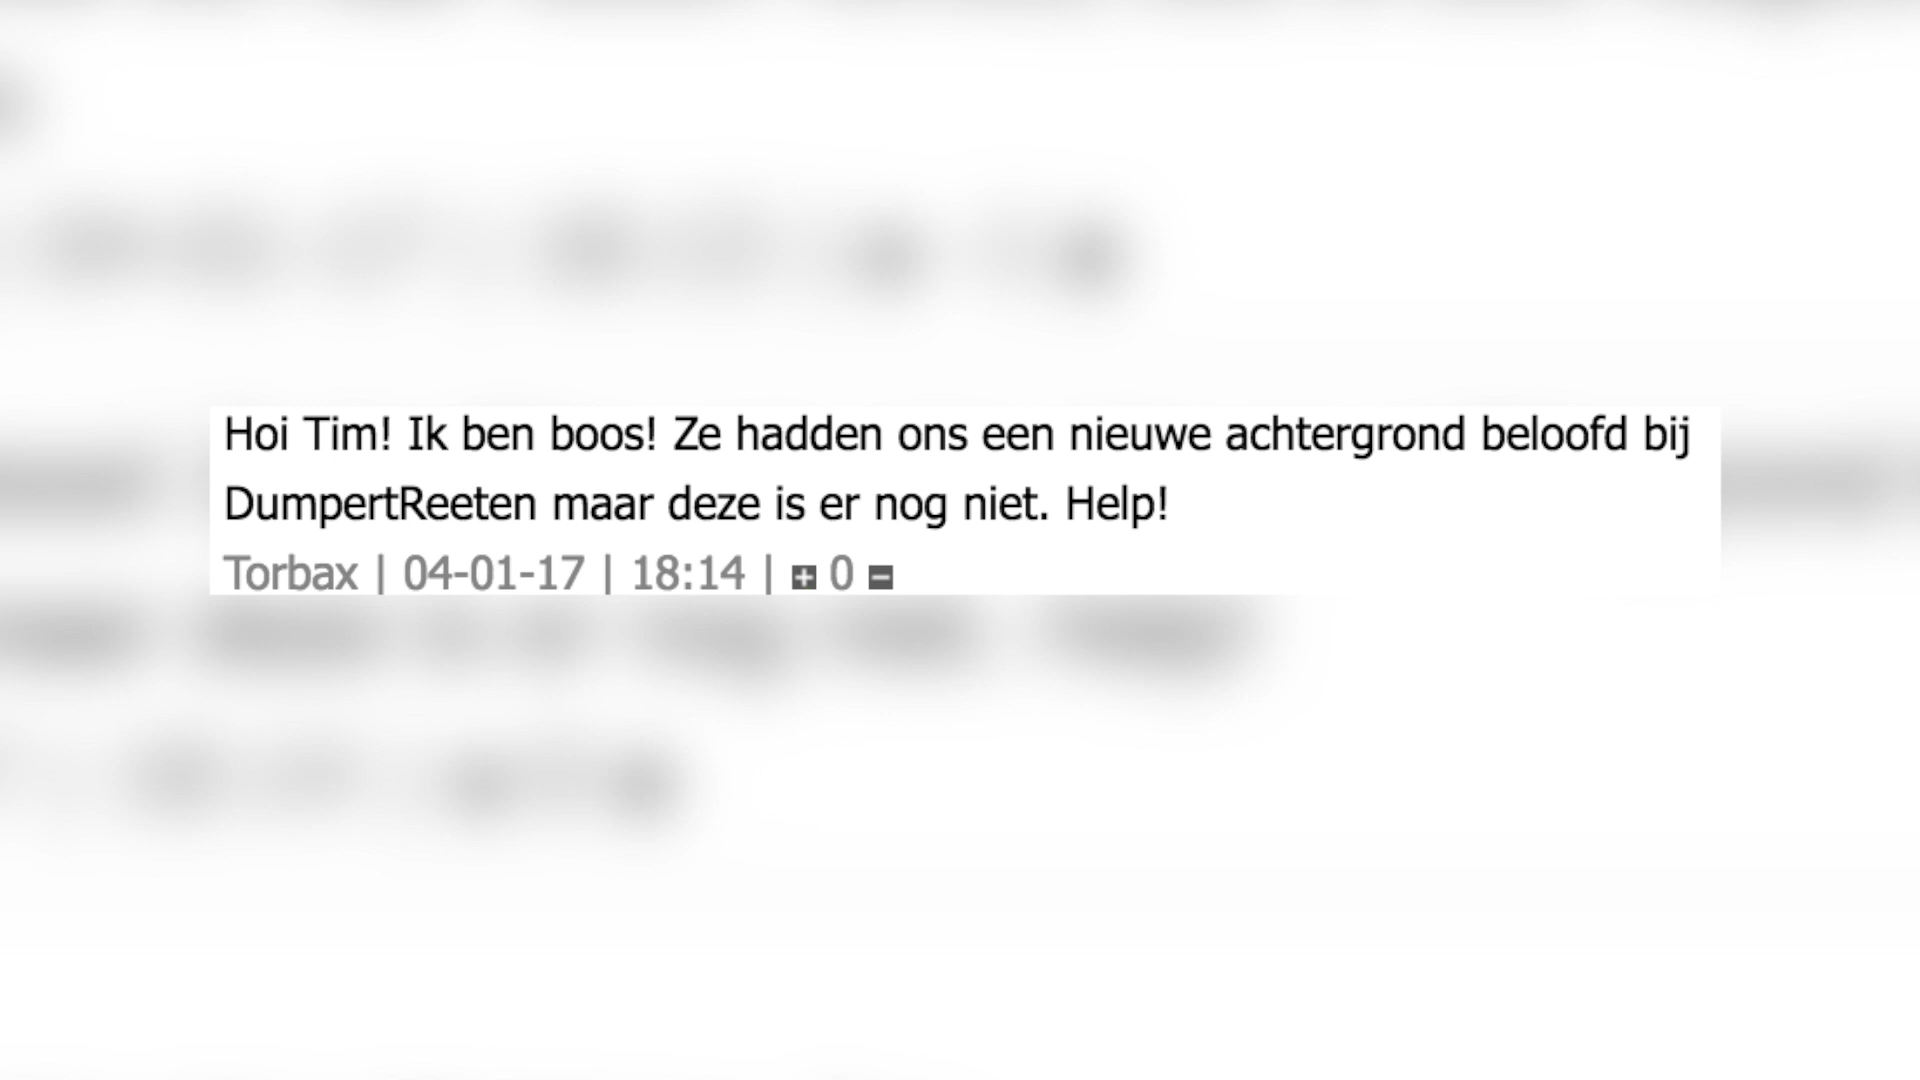 Hoi Tim! Ik ben boos! Ze hadden ons een nieuwe achtergrond beloofd bij
DumpertReeten maar deze is er nog niet. Help!
Torbax | 04-01-17 | 18:14 | + 0 −